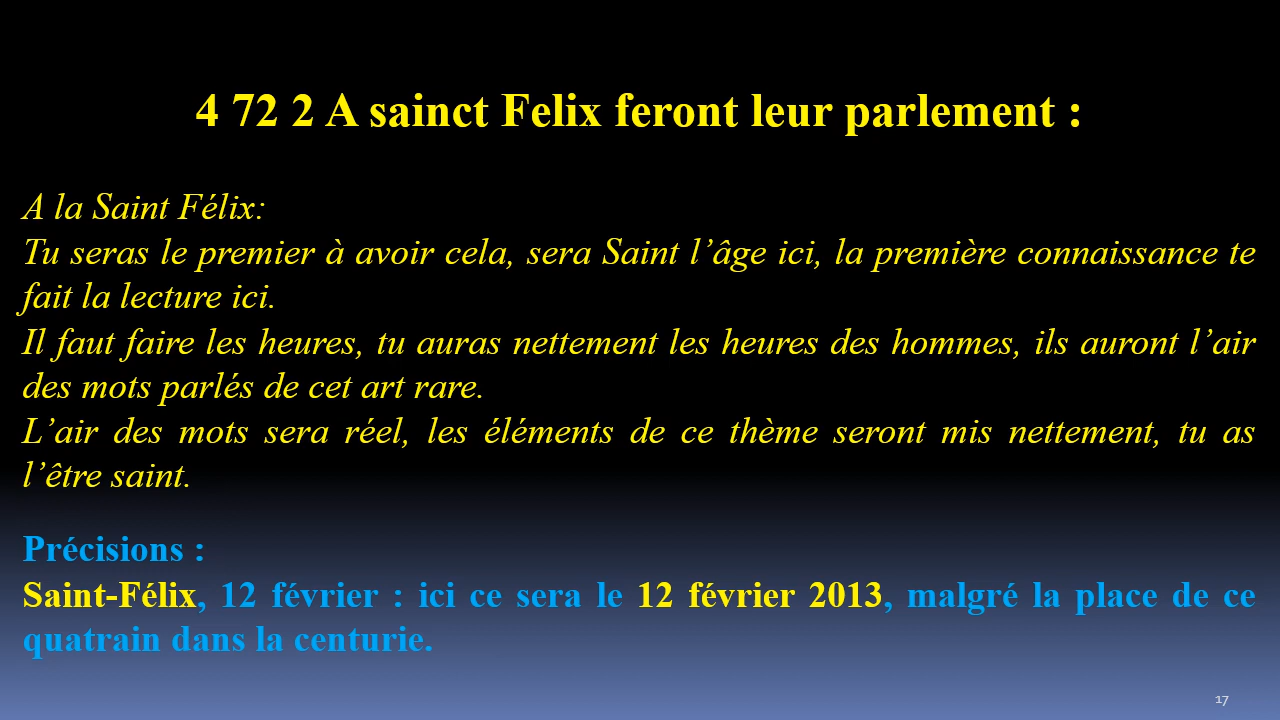 4 72 2 A sainct Felix feront leur parlement :
A la Saint Félix:
Tu seras le premier à avoir cela, sera Saint l’âge ici, la première connaissance te
fait la lecture ici.
Il faut faire les heures, tu auras nettement les heures des hommes, ils auront l’air
des mots parlés de cet art rare.
L’air des mots sera réel, les éléments de ce thème seront mis nettement, tu as
l’être saint.
Précisions :
Saint-Félix, 12 février : ici ce sera le 12 février 2013, malgré la place de ce
quatrain dans la centurie.
17